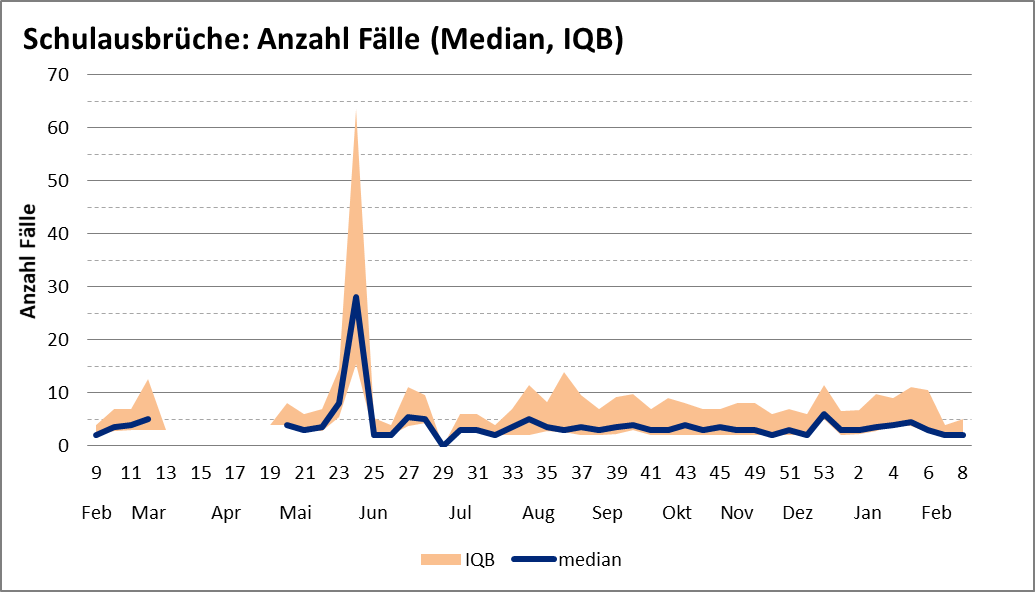 Schulausbrüche: Anzahl Fälle (Median, IQB)
70
60
50
40
30
20
10
0
Anzahl Fälle
9 11 13 15 17 19 21 23 25 27 29 31 33 35 37 39 41 43 45 47 49 51 53 2 4 6 8
Feb Mar Apr Mai Jun Jul Aug Sep Okt Nov Dez Jan Feb
IQB median